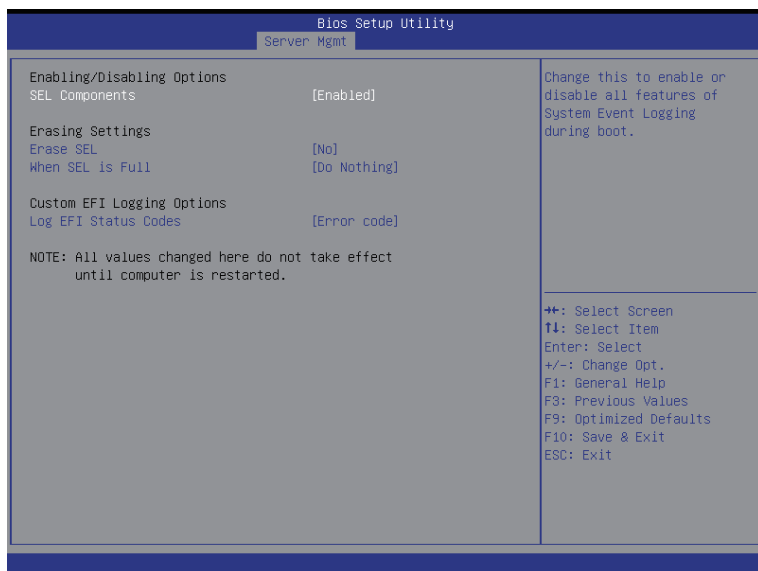 Bios Setup Utility
Server Mgmt
Enabling/Disabling Options
SEL Components [Enabled]
Erasing Settings
Erase SEL [No]
When SEL is Full [Do Nothing]
Custom EFI Logging Options
Log EFI Status Codes [Error code]
NOTE: All values changed here do not take effect
until computer is restarted.
Change this to enable or
disable all features of
System Event Logging
during boot.
→←: Select Screen
↑↓: Select Item
Enter: Select
+/-: Change Opt.
F1: General Help
F3: Previous Values
F9: Optimized Defaults
F10: Save & Exit
ESC: Exit